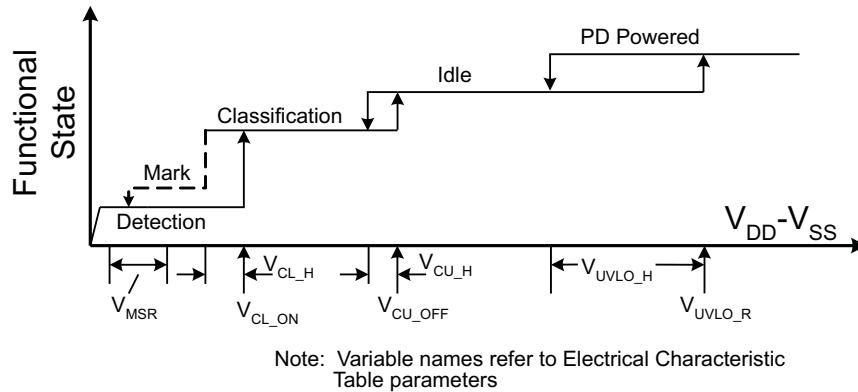 Functional
State
PD Powered
Idle
Classification
Mark
Detection
V_DD-V_SS
V_CL_H
V_CU_H
V_UVLO_H
V_MSR
V_CL_ON
V_CU_OFF
V_UVLO_R
Note: Variable names refer to Electrical Characteristic
Table parameters